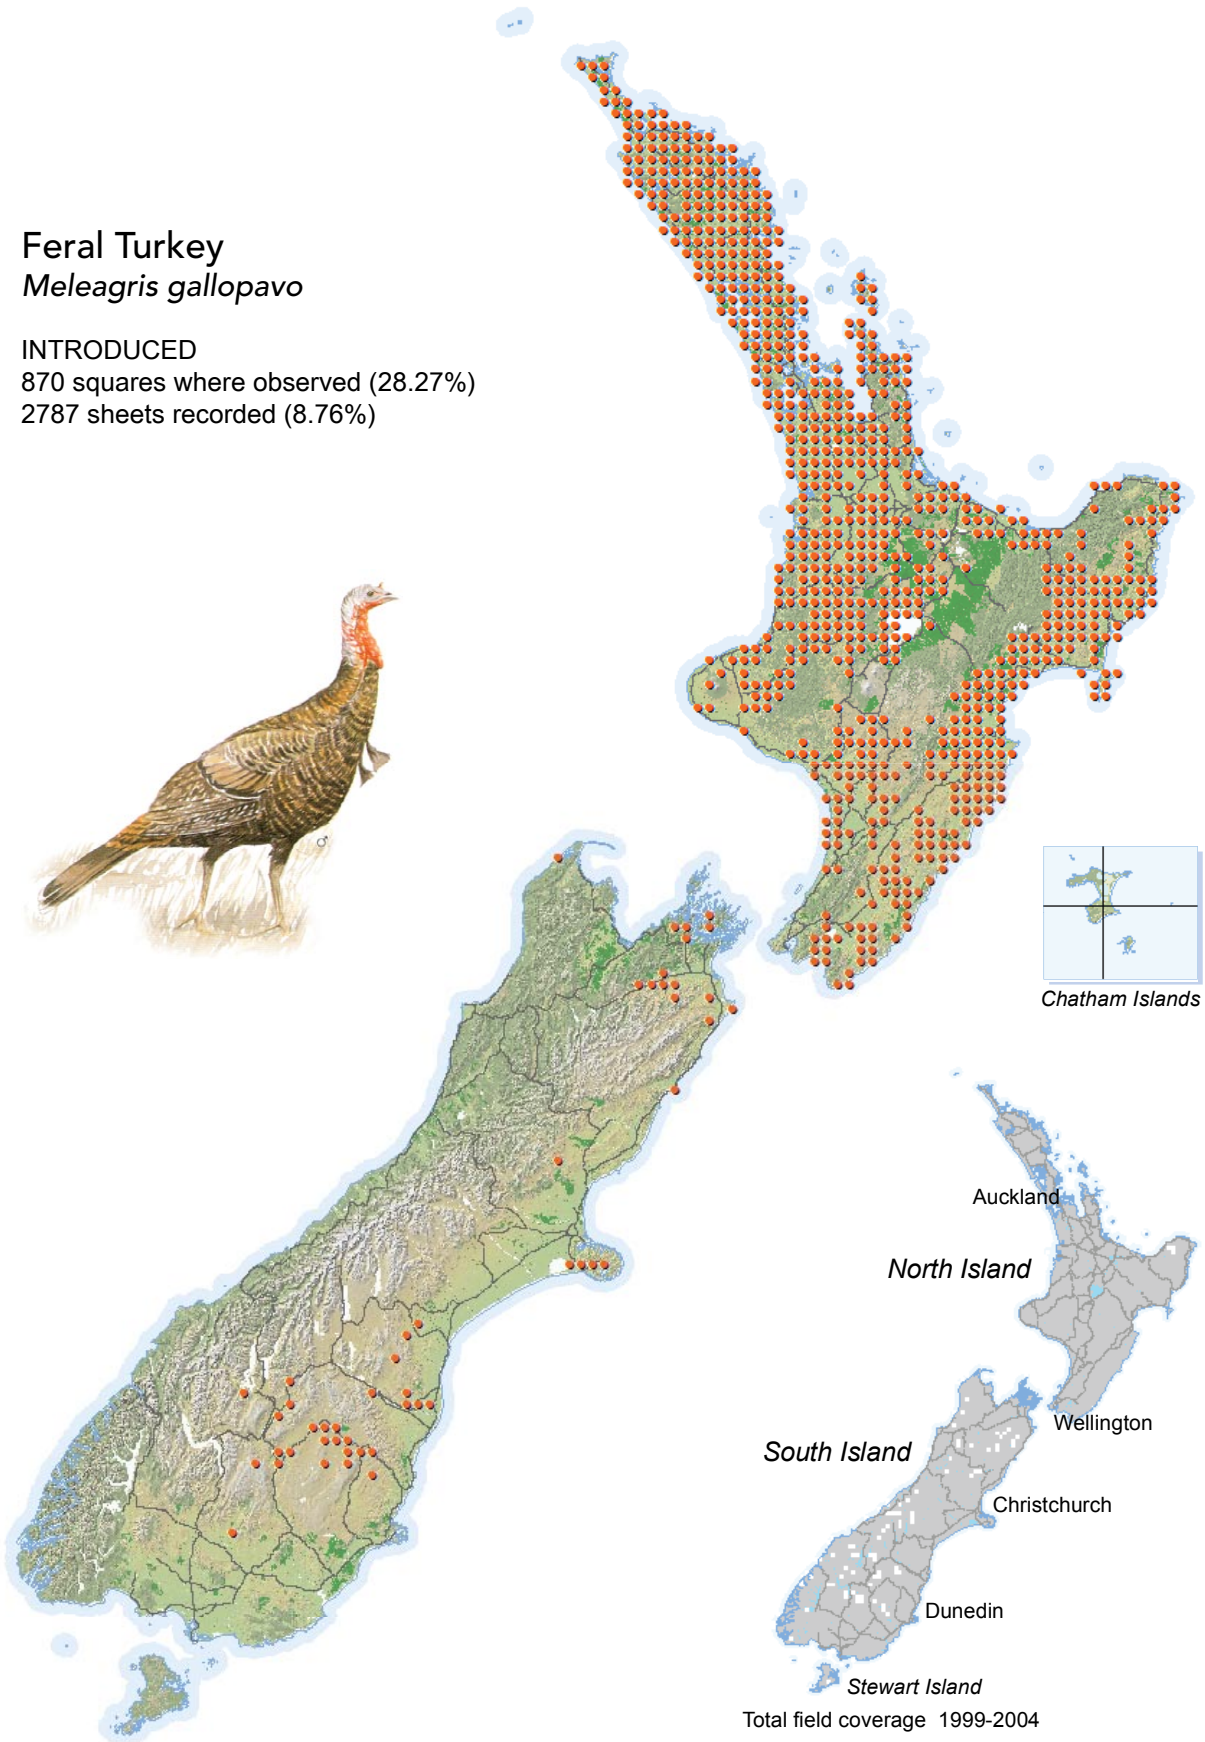 Feral Turkey
Meleagris gallopavo
INTRODUCED
870 squares where observed (28.27%)
2787 sheets recorded (8.76%)
♂
Chatham Islands
Auckland
North Island
Wellington
South Island
Christchurch
Dunedin
Stewart Island
Total field coverage 1999-2004